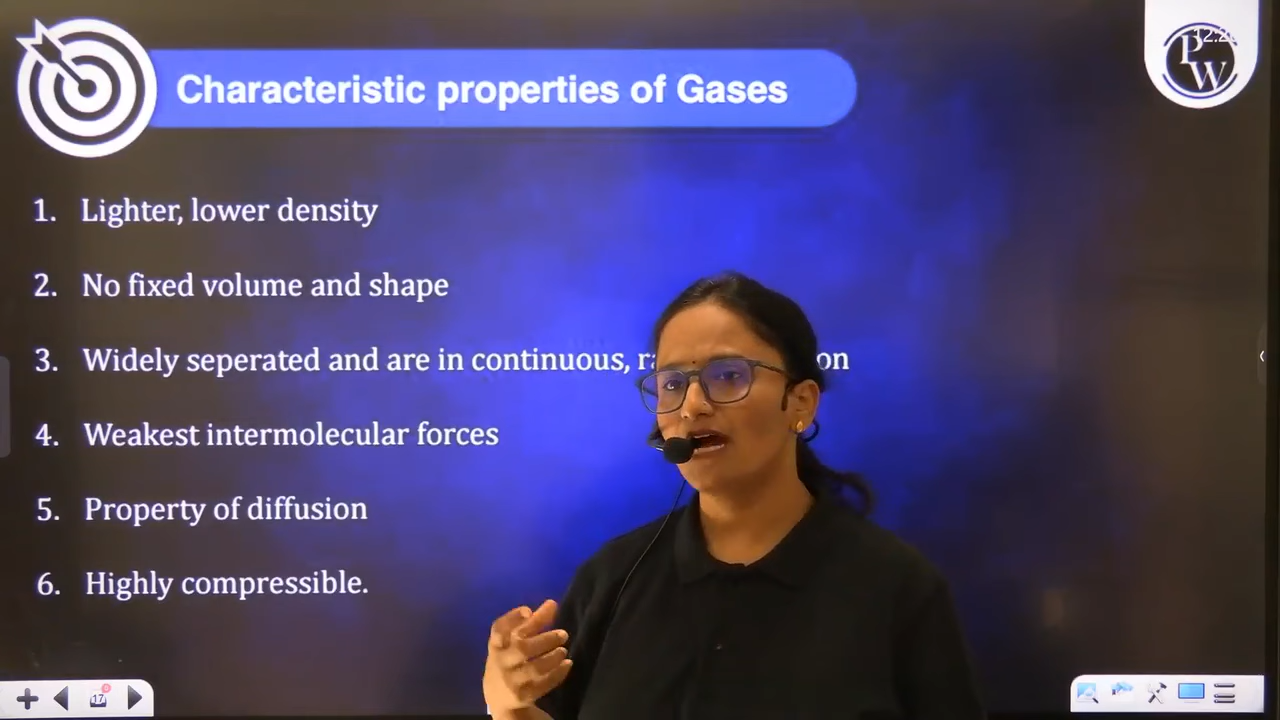 Characteristic properties of Gases
PW
1. Lighter, lower density
2. No fixed volume and shape
3. Widely seperated and are in continuous,
4. Weakest intermolecular forces
5. Property of diffusion
6. Highly compressible.
17